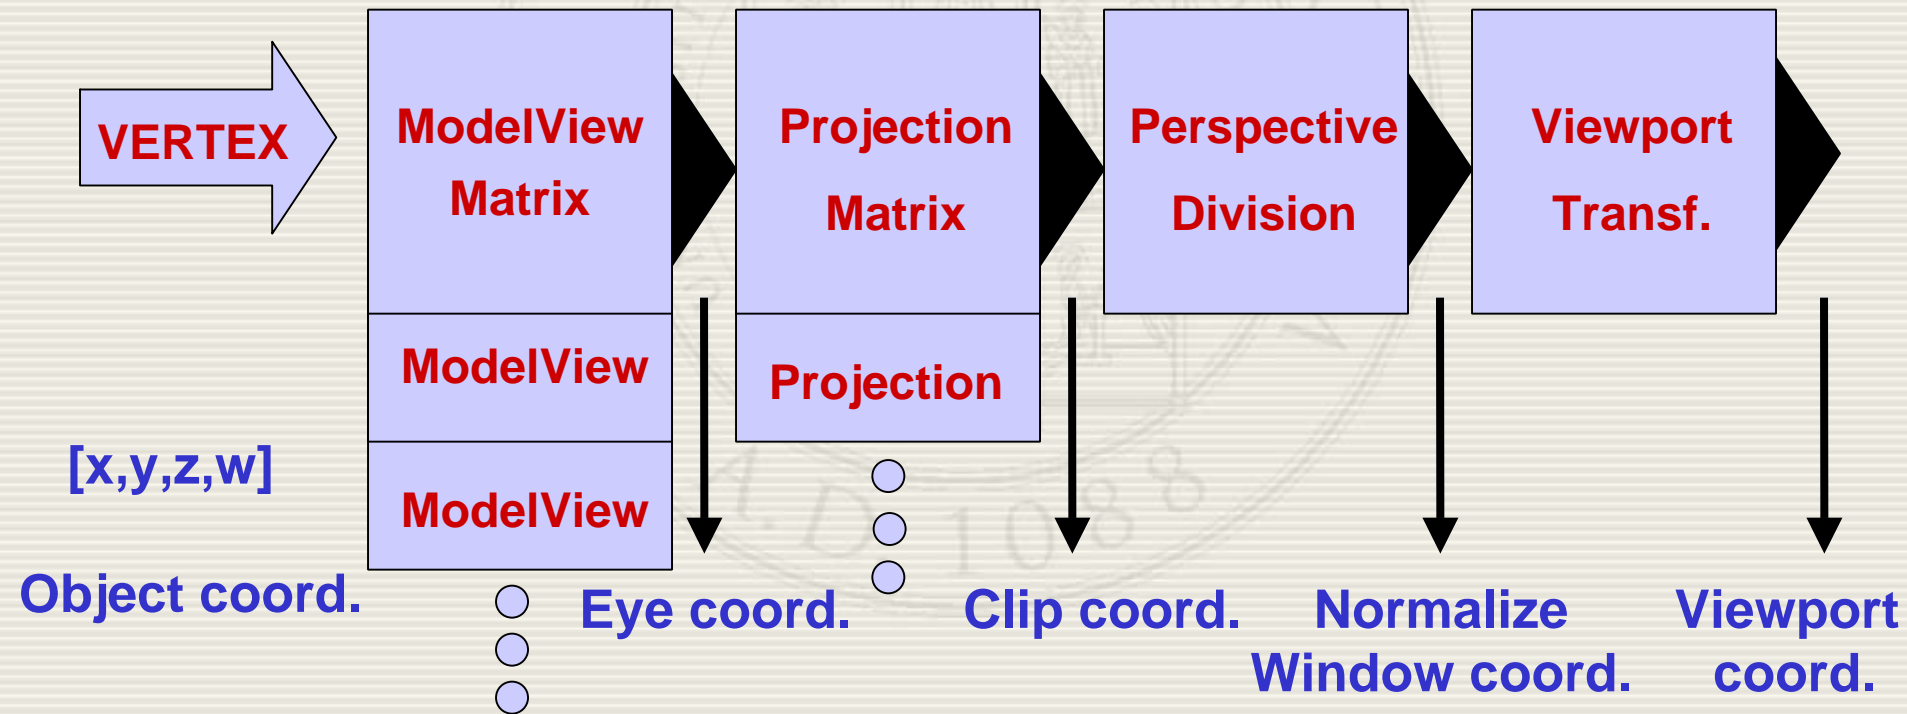 VERTEX
ModelView
Matrix
ModelView
ModelView
Projection
Matrix
Projection
Perspective
Division
Viewport
Transf.
[x,y,z,w]
Object coord.
Eye coord.
Clip coord.
Normalize
Window coord.
Viewport
coord.
A.D. 1088